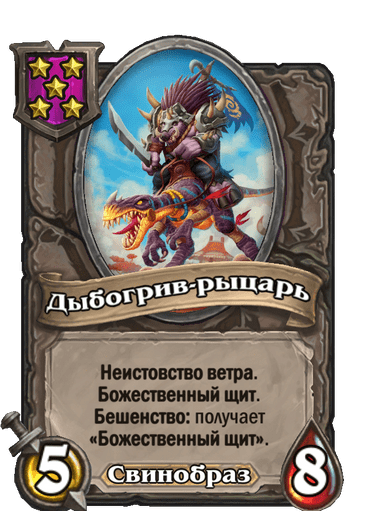 Дыбогрив-рыцарь
Неистовство ветра.
Божественный щит.
Бешенство: получает
«Божественный щит».
5
Свинобраз
8